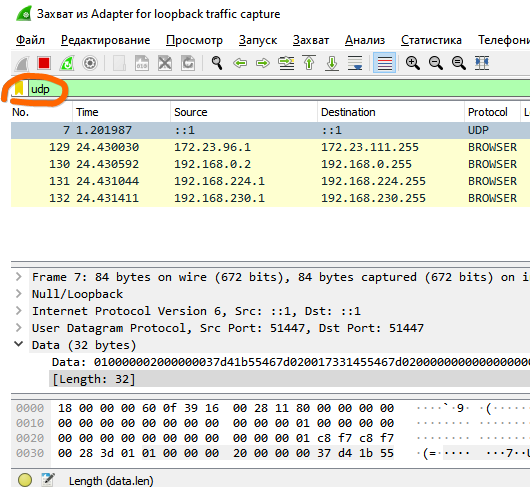 Захват из Adapter for loopback traffic capture
Файл Редактирование Просмотр Запуск Захват Анализ Статистика Телефони
udp
No. Time Source Destination Protocol
7 1.201987 ::1 ::1 UDP
129 24.430030 172.23.96.1 172.23.111.255 BROWSER
130 24.430592 192.168.0.2 192.168.0.255 BROWSER
131 24.431044 192.168.224.1 192.168.224.255 BROWSER
132 24.431411 192.168.230.1 192.168.230.255 BROWSER
Frame 7: 84 bytes on wire (672 bits), 84 bytes captured (672 bits) on i
Null/Loopback
Internet Protocol Version 6, Src: ::1, Dst: ::1
User Datagram Protocol, Src Port: 51447, Dst Port: 51447
Data (32 bytes)
Data: 010000002000000037d41b55467d020017331455467d020000000000000000
[Length: 32]
0000 18 00 00 00 60 0f 39 16 00 28 11 80 00 00 00 00 ····`·9· ·(······
0010 00 00 00 00 00 00 00 00 00 00 00 01 00 00 00 00 ········ ········
0020 00 00 00 00 00 00 00 00 00 00 00 01 c8 f7 c8 f7 ········ ········
0030 00 28 3d 01 01 00 00 00 20 00 00 00 37 d4 1b 55 ·(=····· ···7··U
Length (data.len)